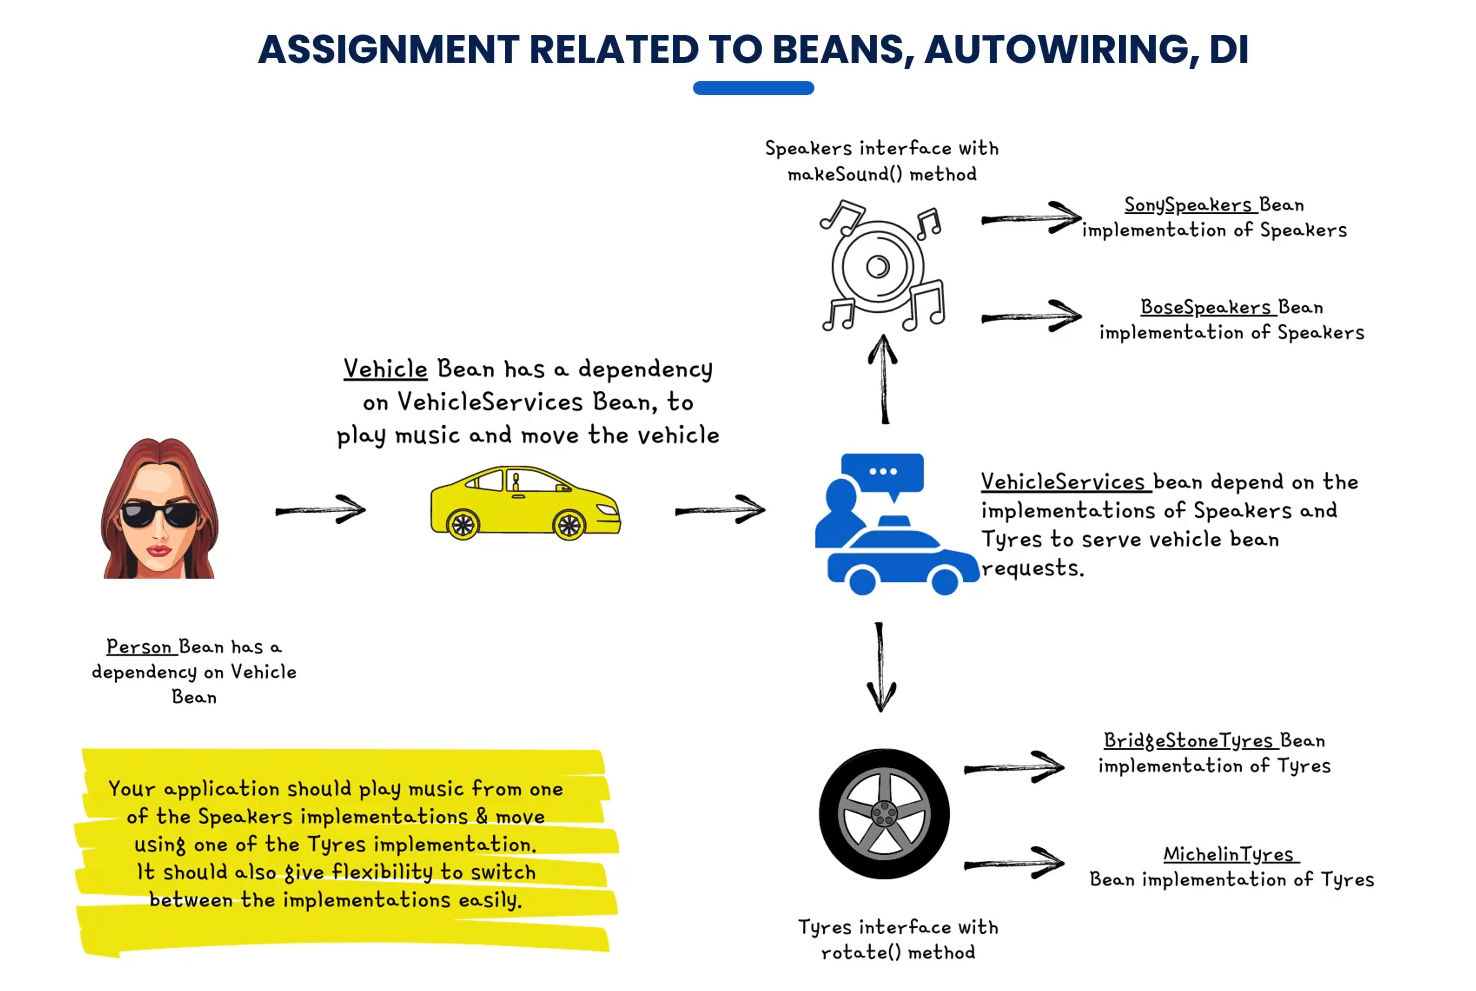 ASSIGNMENT RELATED TO BEANS, AUTOWIRING, DI
Speakers interface with
makeSound() method
SonySpeakers Bean
implementation of Speakers
BoseSpeakers Bean
implementation of Speakers
Vehicle Bean has a dependency
on VehicleServices Bean, to
play music and move the vehicle
VehicleServices bean depend on the
implementations of Speakers and
Tyres to serve vehicle bean
requests.
Person Bean has a
dependency on Vehicle
Bean
BridgeStoneTyres Bean
implementation of Tyres
MichelinTyres
Bean implementation of Tyres
Tyres interface with
rotate() method
Your application should play music from one
of the Speakers implementations & move
using one of the Tyres implementation.
It should also give flexibility to switch
between the implementations easily.